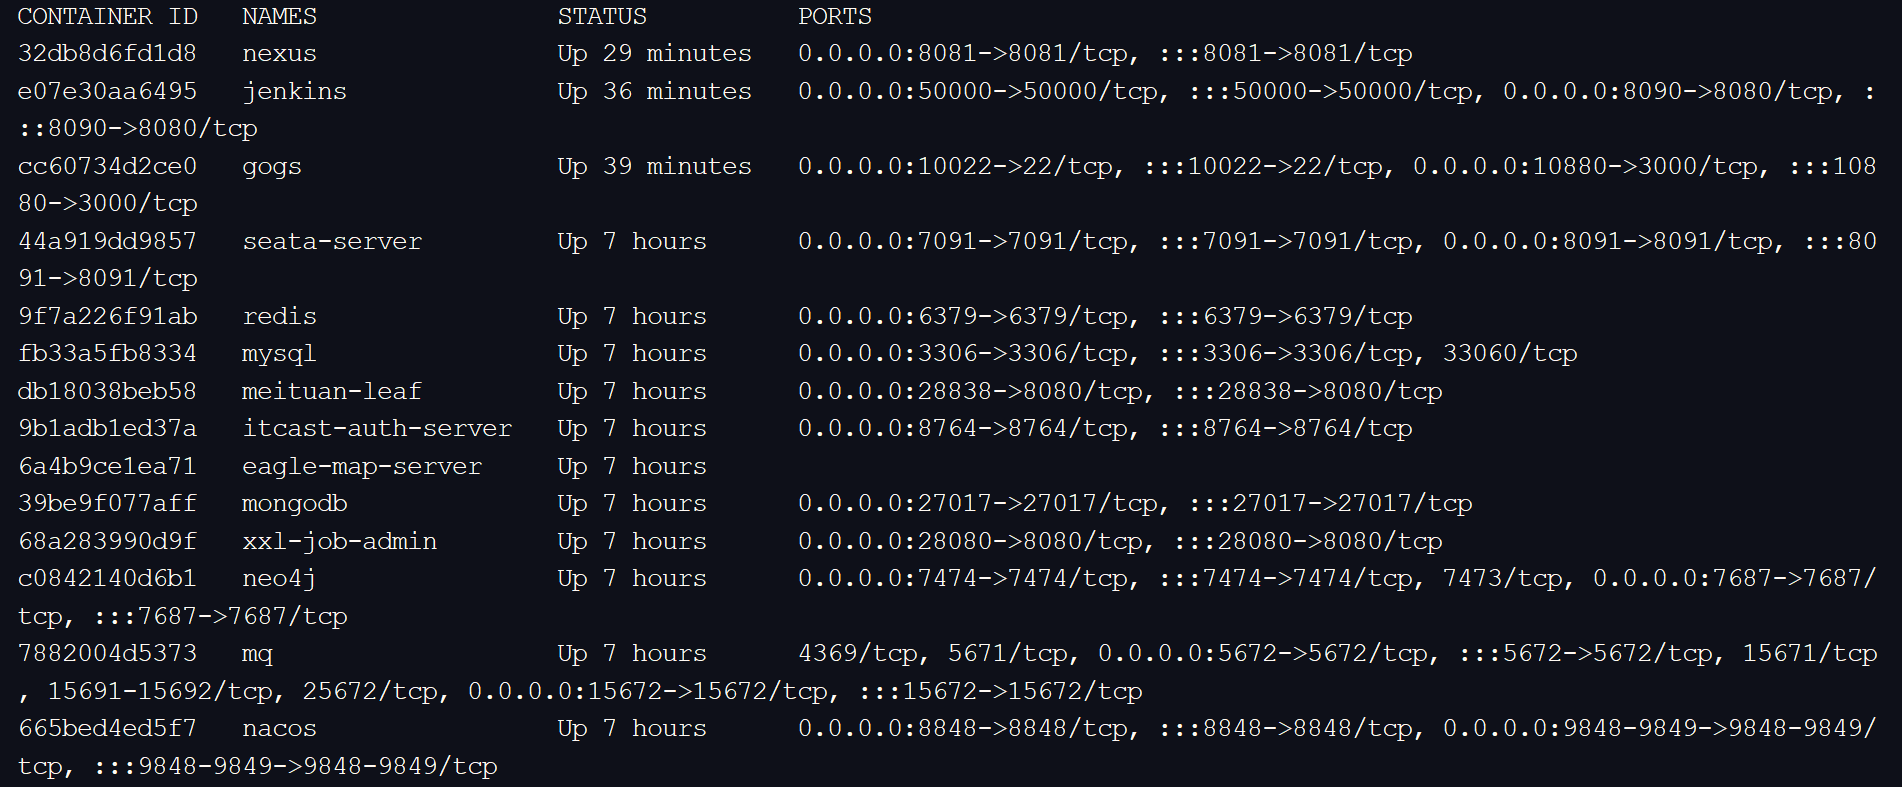 CONTAINER ID   NAMES                STATUS          PORTS
32db8d6fd1d8   nexus                Up 29 minutes   0.0.0.0:8081->8081/tcp, :::8081->8081/tcp
e07e30aa6495   jenkins              Up 36 minutes   0.0.0.0:50000->50000/tcp, :::50000->50000/tcp, 0.0.0.0:8090->8080/tcp, :
::8090->8080/tcp
cc60734d2ce0   gogs                 Up 39 minutes   0.0.0.0:10022->22/tcp, :::10022->22/tcp, 0.0.0.0:10880->3000/tcp, :::108
80->3000/tcp
44a919dd9857   seata-server         Up 7 hours      0.0.0.0:7091->7091/tcp, :::7091->7091/tcp, 0.0.0.0:8091->8091/tcp, :::80
91->8091/tcp
9f7a226f91ab   redis                Up 7 hours      0.0.0.0:6379->6379/tcp, :::6379->6379/tcp
fb33a5fb8334   mysql                Up 7 hours      0.0.0.0:3306->3306/tcp, :::3306->3306/tcp, 33060/tcp
db18038beb58   meituan-leaf         Up 7 hours      0.0.0.0:28838->8080/tcp, :::28838->8080/tcp
9b1adb1ed37a   itcast-auth-server   Up 7 hours      0.0.0.0:8764->8764/tcp, :::8764->8764/tcp
6a4b9ce1ea71   eagle-map-server     Up 7 hours
39be9f077aff   mongodb              Up 7 hours      0.0.0.0:27017->27017/tcp, :::27017->27017/tcp
68a283990d9f   xxl-job-admin        Up 7 hours      0.0.0.0:28080->8080/tcp, :::28080->8080/tcp
c0842140d6b1   neo4j                Up 7 hours      0.0.0.0:7474->7474/tcp, :::7474->7474/tcp, 7473/tcp, 0.0.0.0:7687->7687/
tcp, :::7687->7687/tcp
7882004d5373   mq                   Up 7 hours      4369/tcp, 5671/tcp, 0.0.0.0:5672->5672/tcp, :::5672->5672/tcp, 15671/tcp
, 15691-15692/tcp, 25672/tcp, 0.0.0.0:15672->15672/tcp, :::15672->15672/tcp
665bed4ed5f7   nacos                Up 7 hours      0.0.0.0:8848->8848/tcp, :::8848->8848/tcp, 0.0.0.0:9848-9849->9848-9849/
tcp, :::9848-9849->9848-9849/tcp